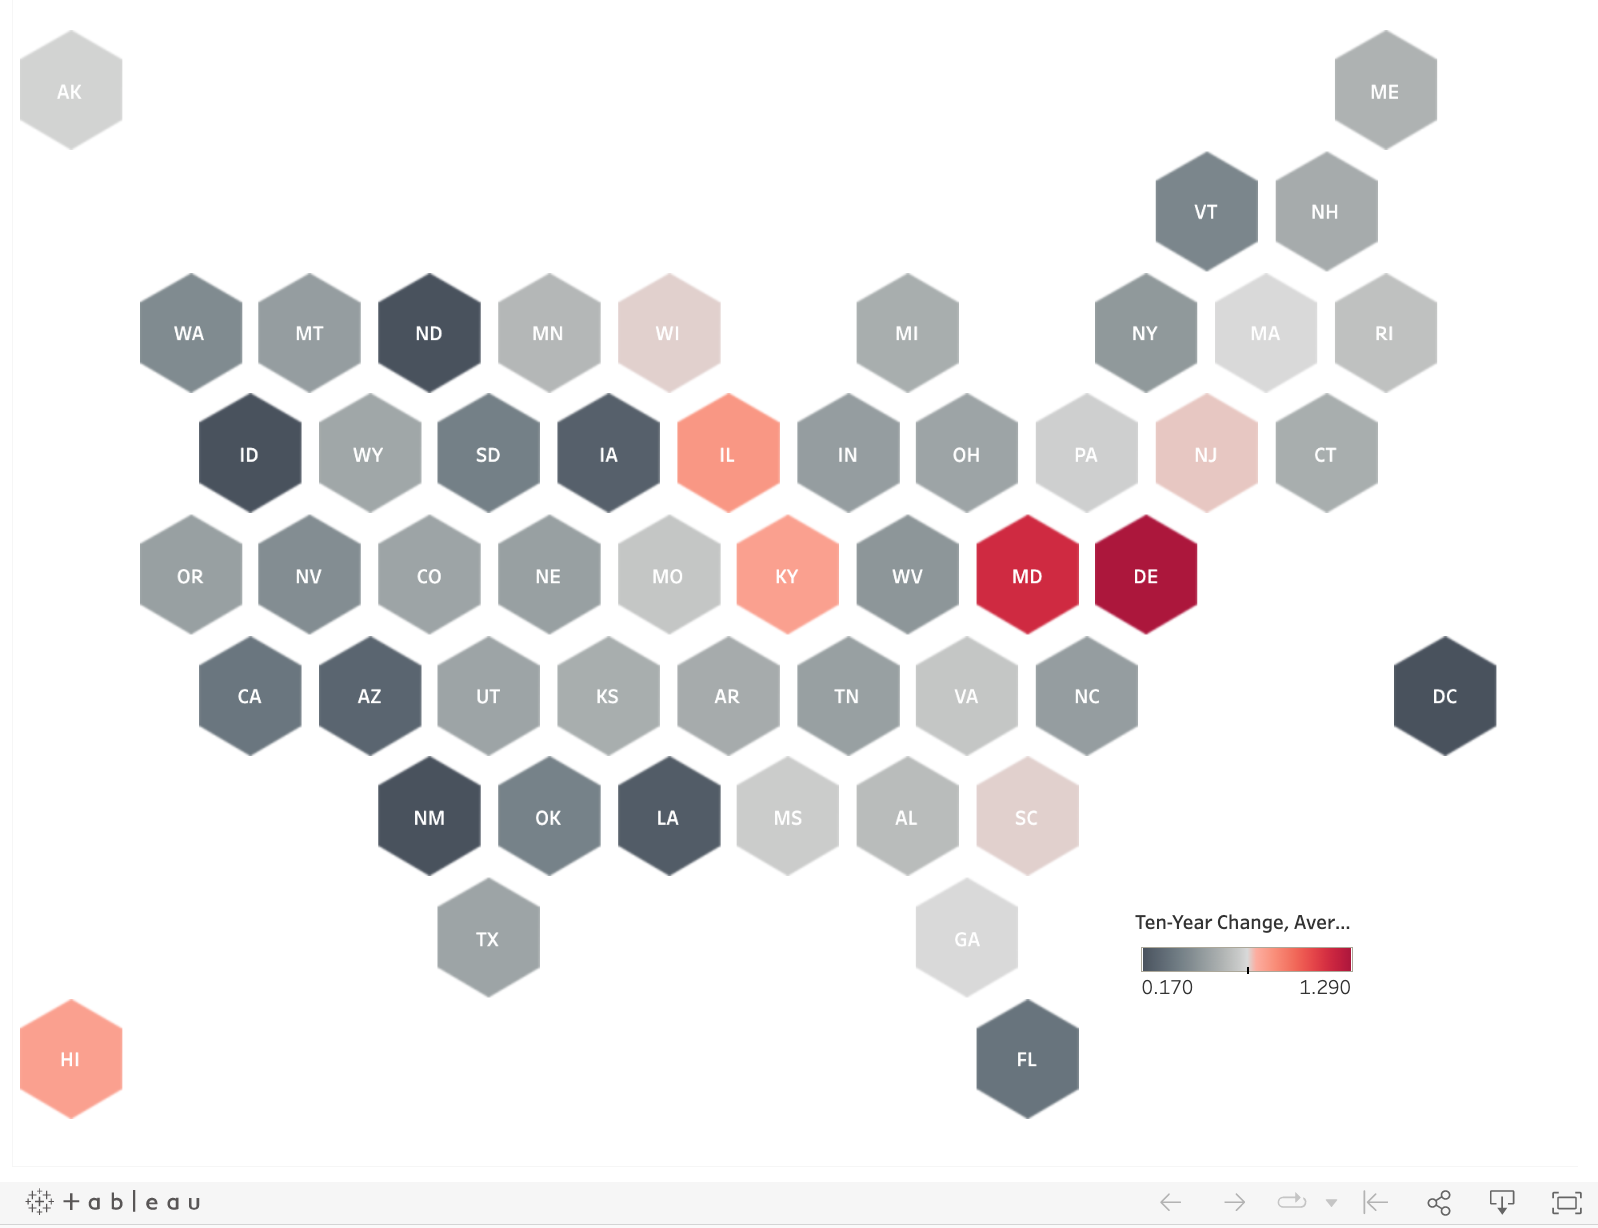 AK
ME
VT
NH
WA
MT
ND
MN
WI
MI
NY
MA
RI
ID
WY
SD
IA
IL
IN
OH
PA
NJ
CT
OR
NV
CO
NE
MO
KY
WV
MD
DE
CA
AZ
UT
KS
AR
TN
VA
NC
DC
NM
OK
LA
MS
AL
SC
TX
GA
Ten-Year Change, Aver...
0.170
1.290
HI
FL
tableau